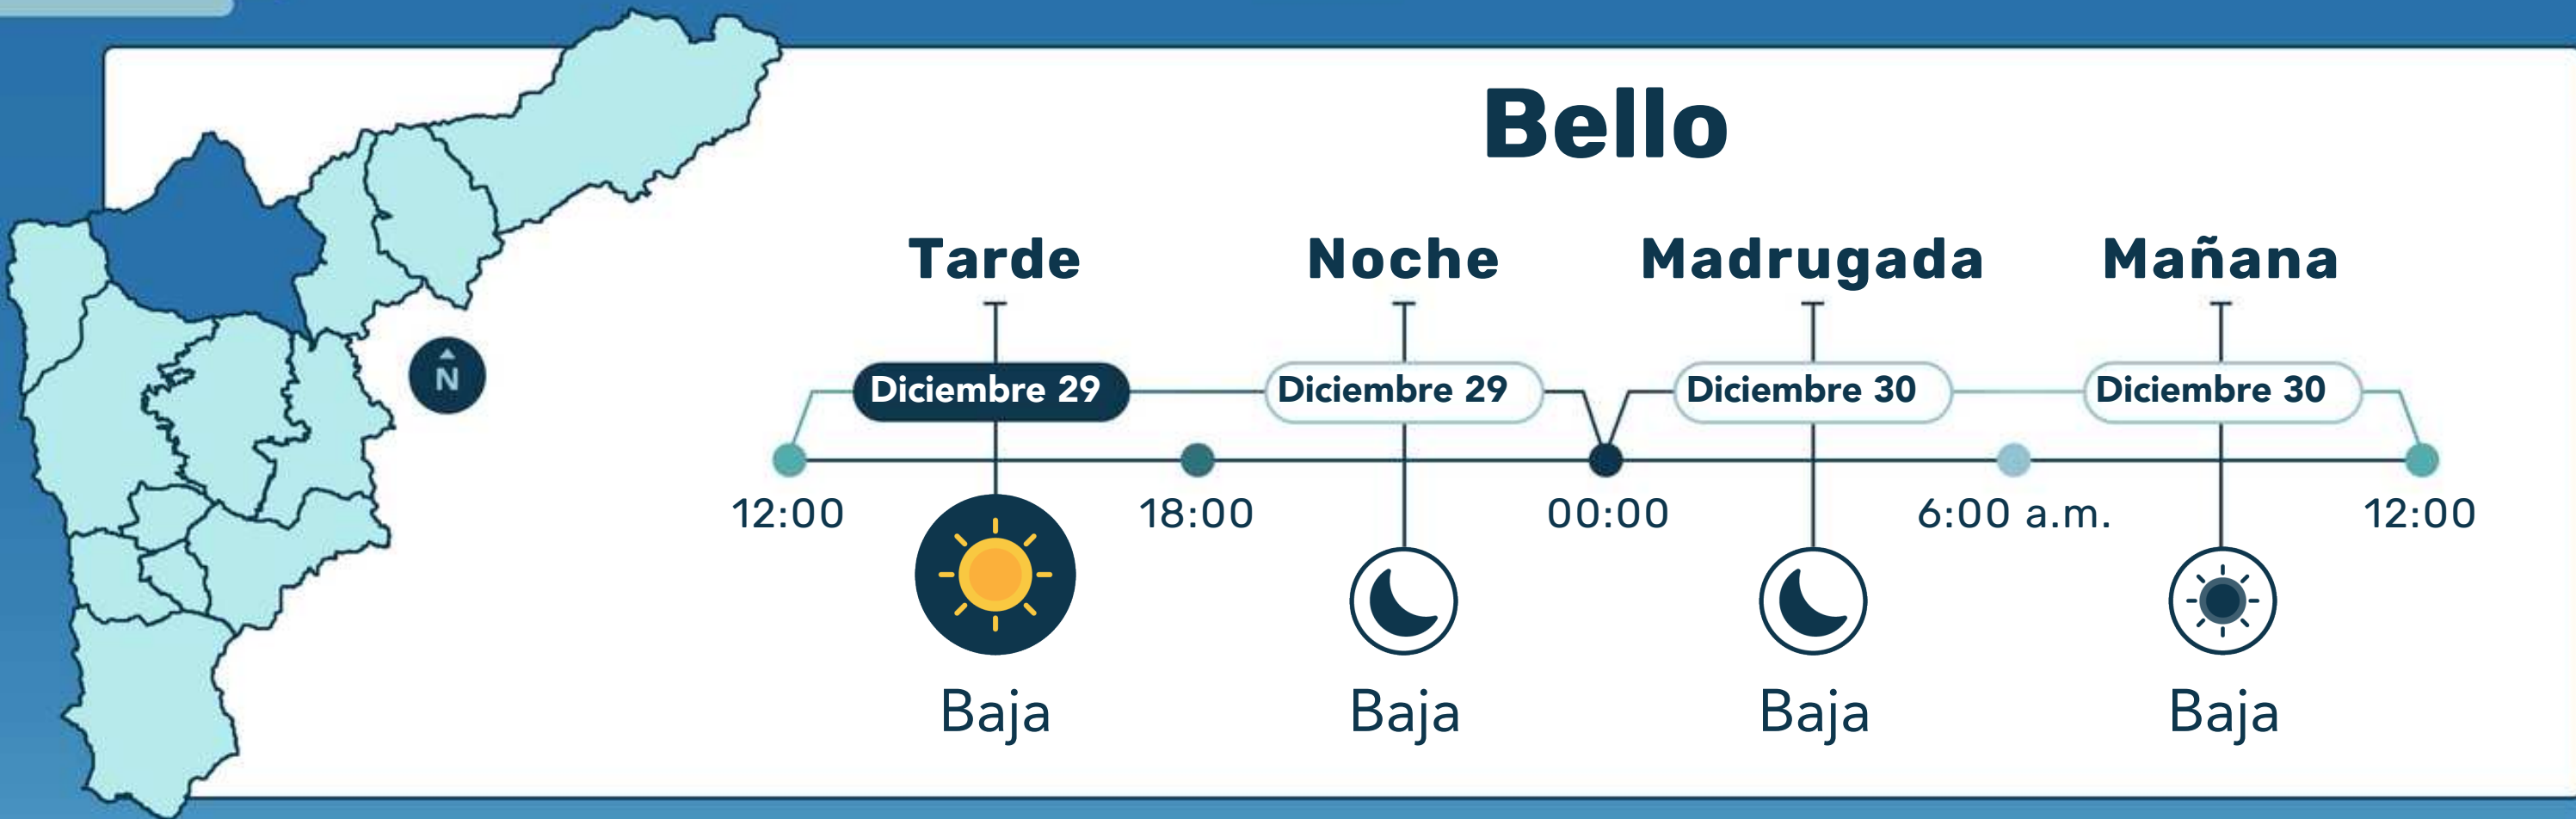 Bello
Tarde Noche Madrugada Mañana
Diciembre 29 Diciembre 29 Diciembre 30 Diciembre 30
N
12:00 18:00 00:00 6:00 a.m. 12:00
Baja Baja Baja Baja